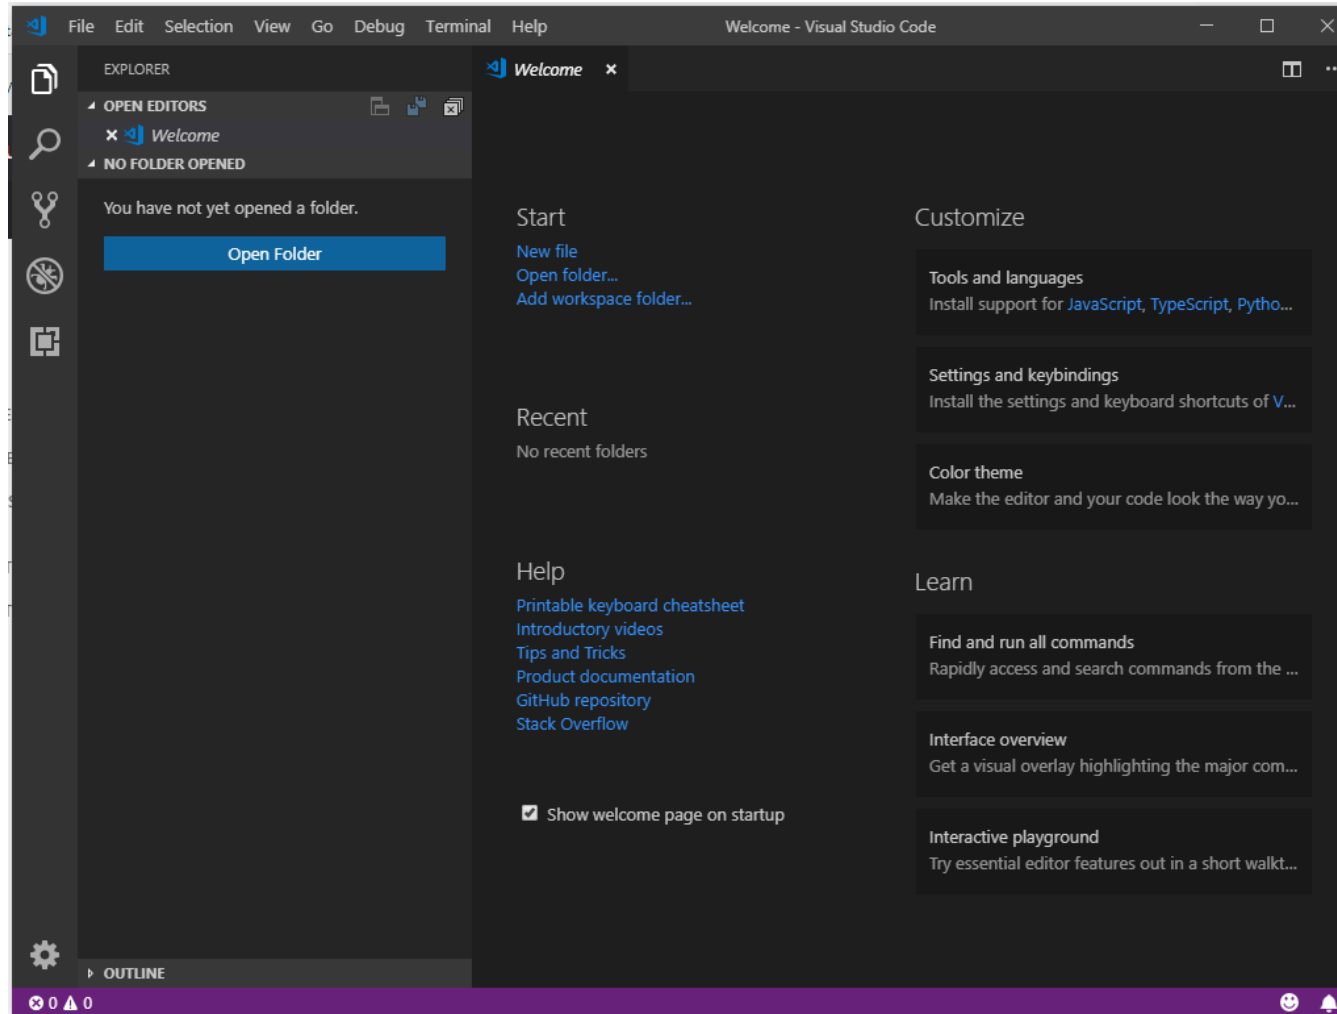 File Edit Selection View Go Debug Terminal Help Welcome - Visual Studio Code
EXPLORER
Welcome
OPEN EDITORS
Welcome
NO FOLDER OPENED
You have not yet opened a folder.
Open Folder
OUTLINE
Start
New file
Open folder...
Add workspace folder...
Recent
No recent folders
Help
Printable keyboard cheatsheet
Introductory videos
Tips and Tricks
Product documentation
GitHub repository
Stack Overflow
Show welcome page on startup
Customize
Tools and languages
Install support for JavaScript, TypeScript, Pytho...
Settings and keybindings
Install the settings and keyboard shortcuts of V...
Color theme
Make the editor and your code look the way yo...
Learn
Find and run all commands
Rapidly access and search commands from the ...
Interface overview
Get a visual overlay highlighting the major com...
Interactive playground
Try essential editor features out in a short walkt...
0 0